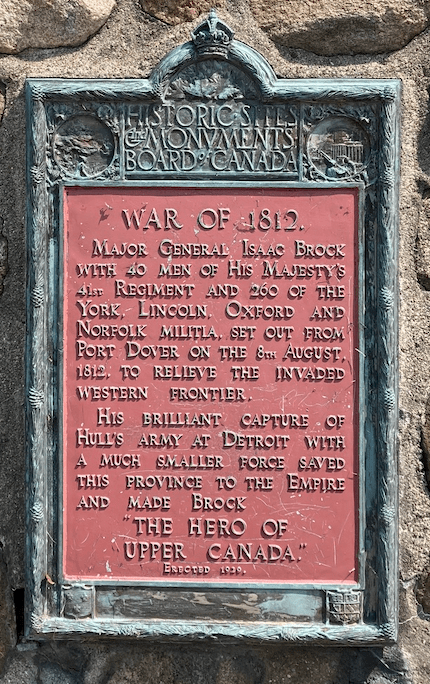 HISTORIC SITES
and MONVMENTS
BOARD of CANADA
WAR OF 1812.
MAJOR GENERAL ISAAC BROCK
WITH 40 MEN OF HIS MAJESTY'S
41ST REGIMENT AND 260 OF THE
YORK, LINCOLN, OXFORD AND
NORFOLK MILITIA, SET OUT FROM
PORT DOVER ON THE 8TH AUGUST,
1812, TO RELIEVE THE INVADED
WESTERN FRONTIER.
HIS BRILLIANT CAPTURE OF
HULL'S ARMY AT DETROIT WITH
A MUCH SMALLER FORCE SAVED
THIS PROVINCE TO THE EMPIRE
AND MADE BROCK
"THE HERO OF
UPPER CANADA."
ERECTED 1939.